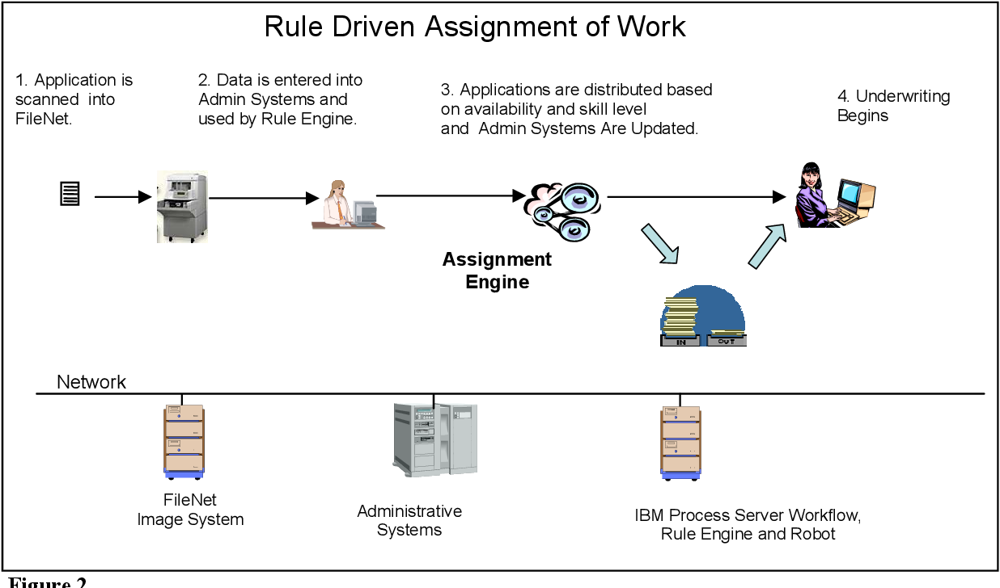 Rule Driven Assignment of Work
1. Application is
scanned into
FileNet.
2. Data is entered into
Admin Systems and
used by Rule Engine.
3. Applications are distributed based
on availability and skill level
and Admin Systems Are Updated.
4. Underwriting
Begins
Assignment
Engine
IN
OUT
Network
FileNet
Image System
Administrative
Systems
IBM Process Server Workflow,
Rule Engine and Robot
Figure 2